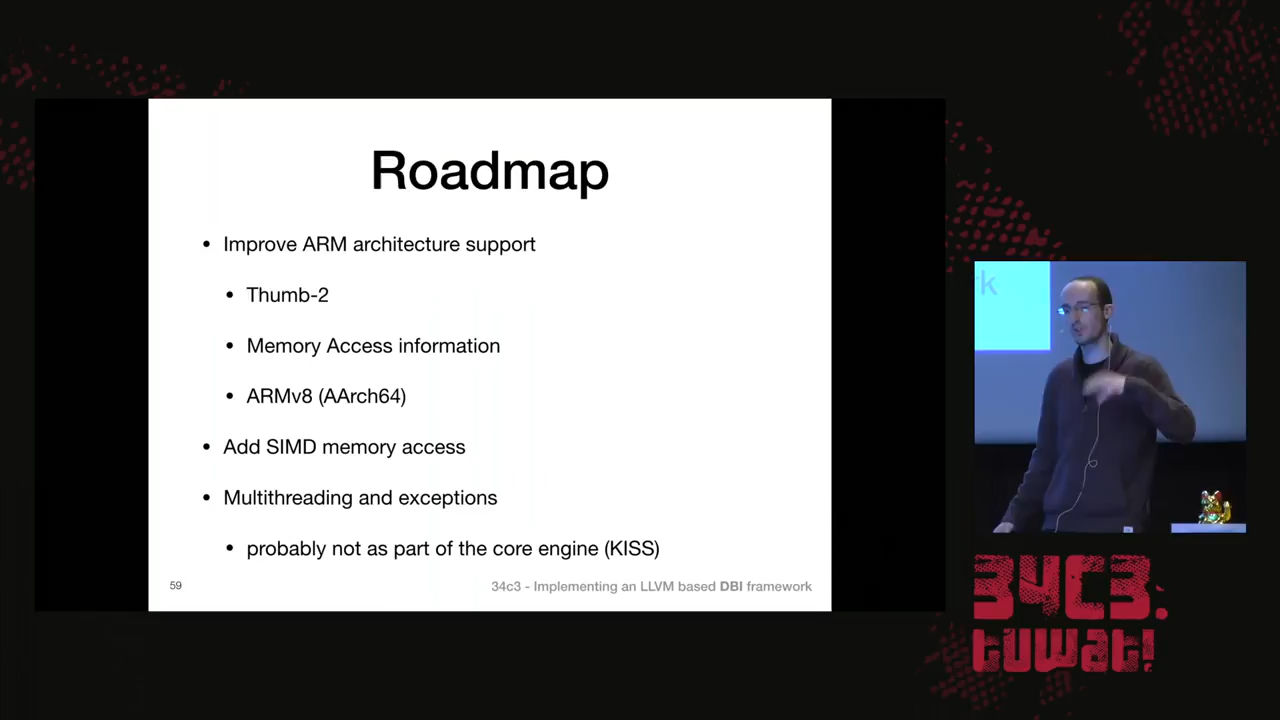 Roadmap
• Improve ARM architecture support
• Thumb-2
• Memory Access information
• ARMv8 (AArch64)
• Add SIMD memory access
• Multithreading and exceptions
• probably not as part of the core engine (KISS)
59
34c3 - Implementing an LLVM based DBI framework
rk
34C3.
tuwat!